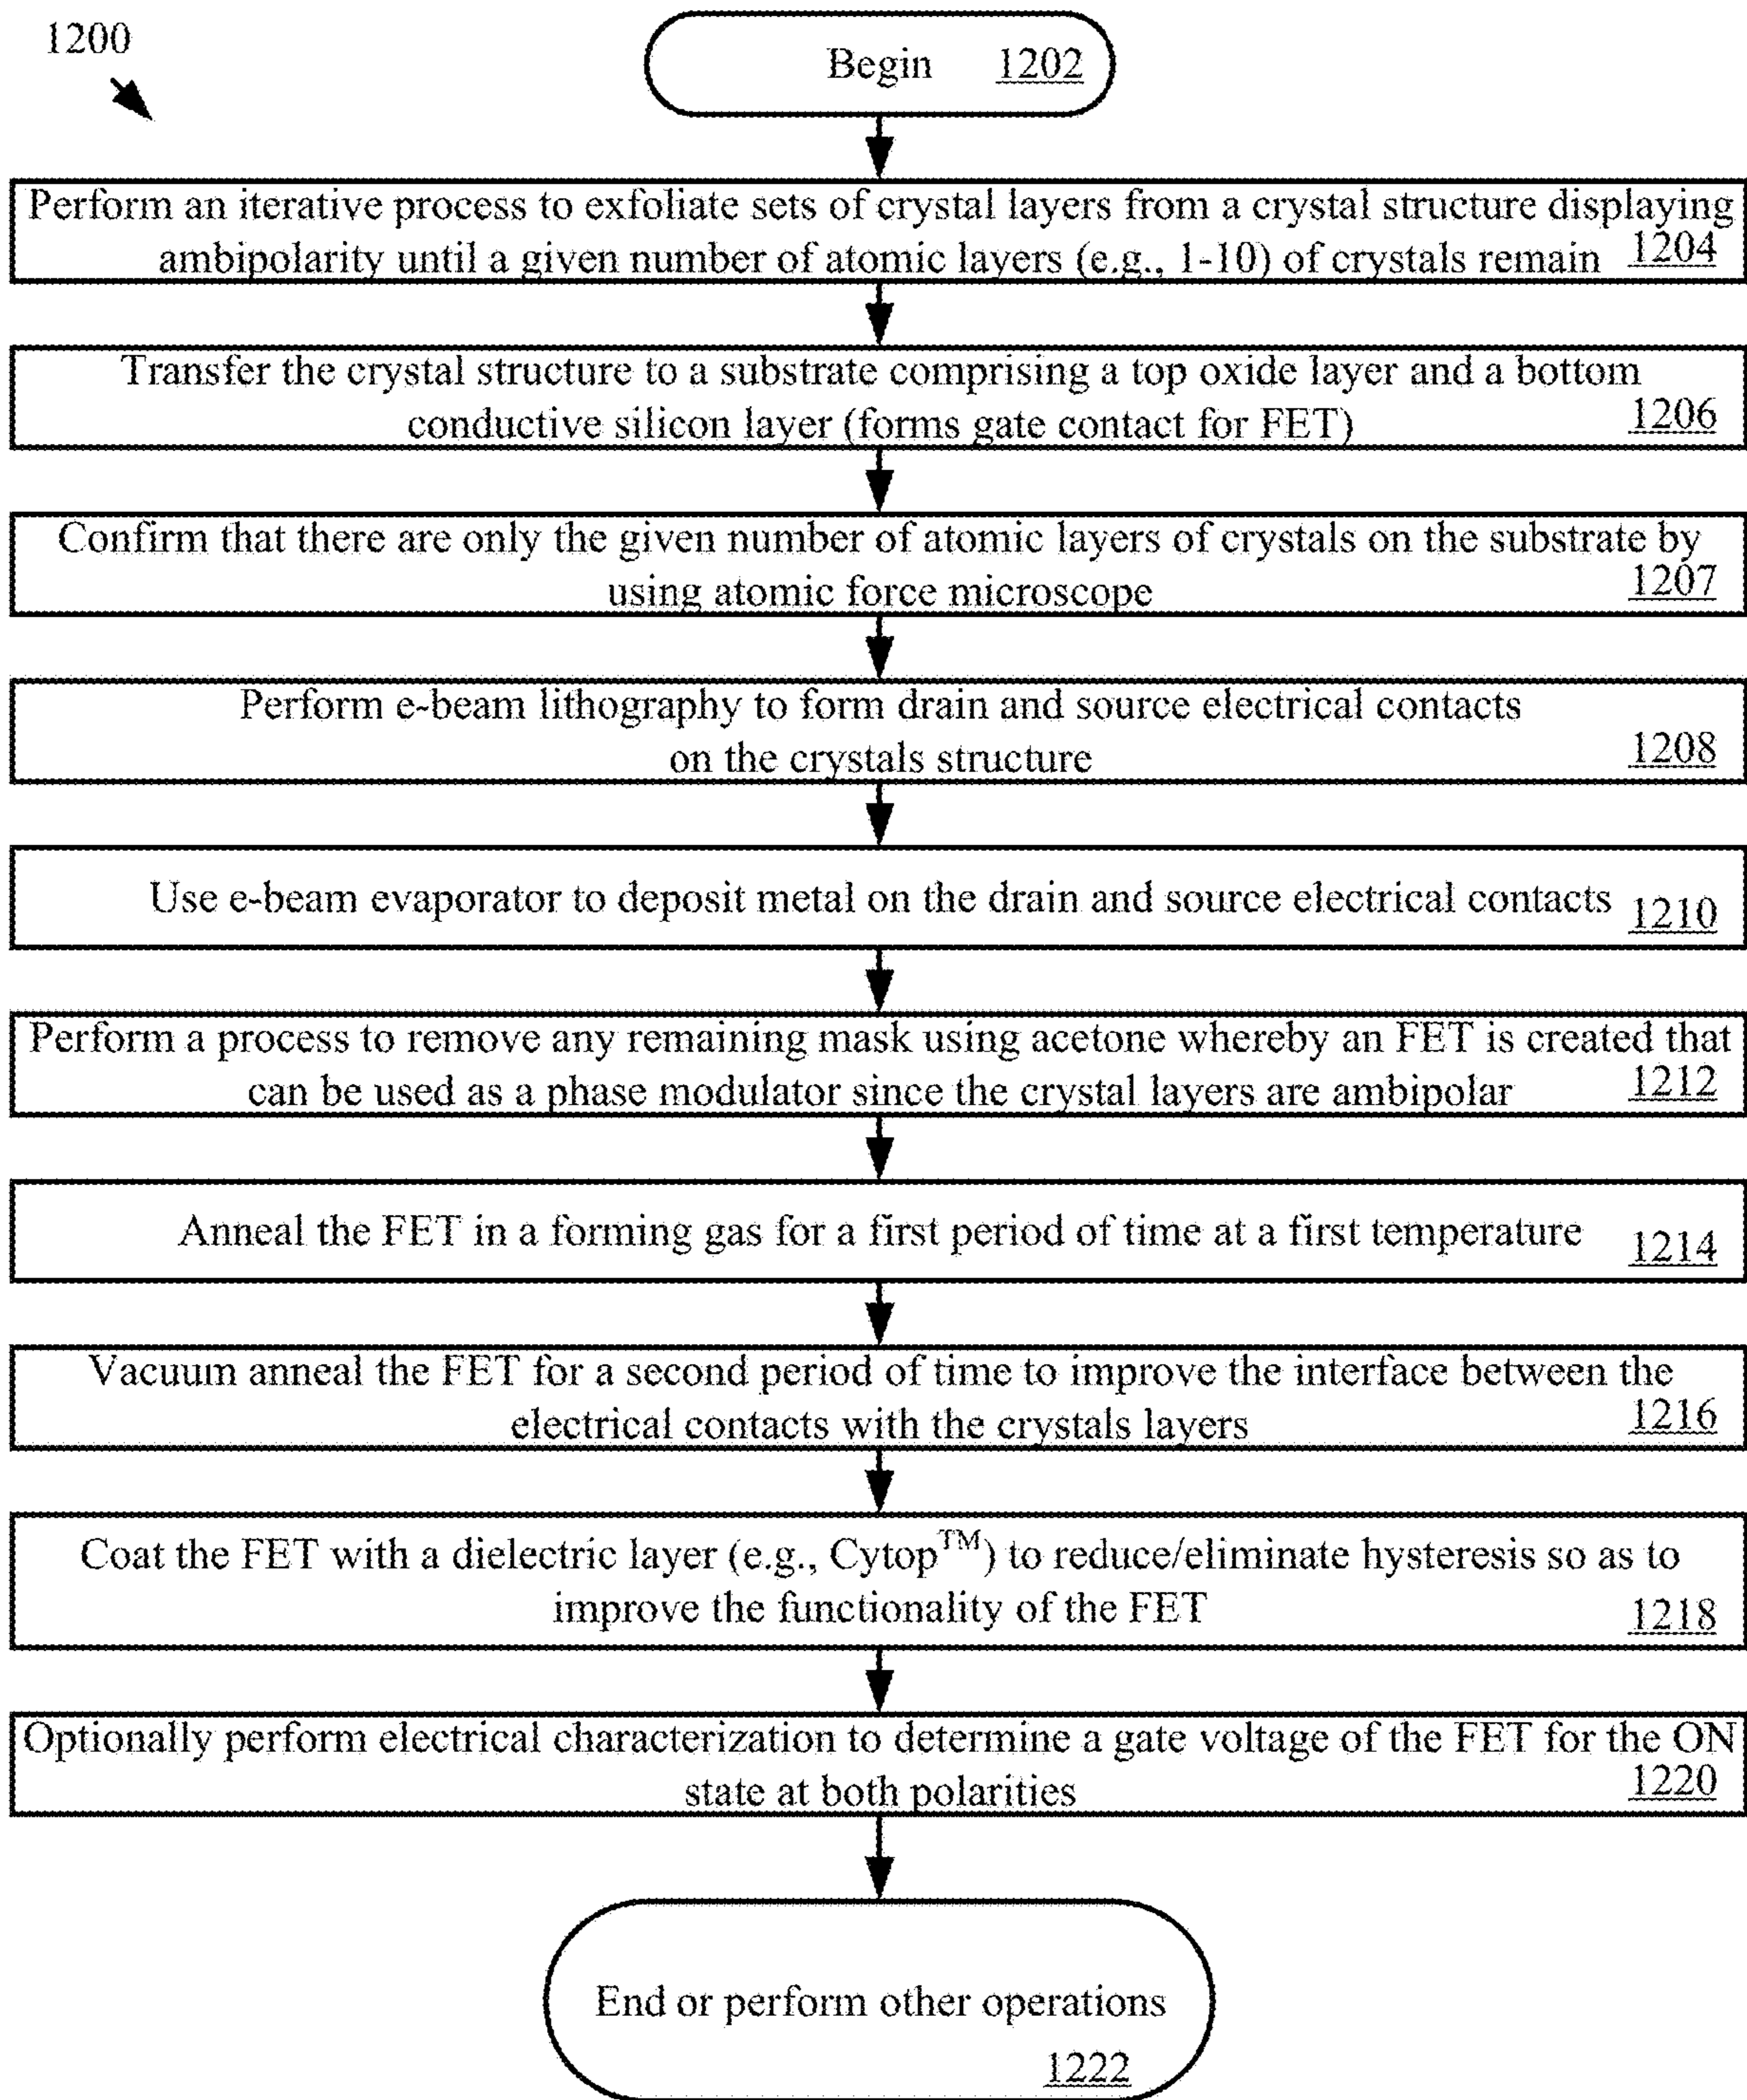 1200
Begin 1202
Perform an iterative process to exfoliate sets of crystal layers from a crystal structure displaying
ambipolarity until a given number of atomic layers (e.g., 1-10) of crystals remain 1204
Transfer the crystal structure to a substrate comprising a top oxide layer and a bottom
conductive silicon layer (forms gate contact for FET) 1206
Confirm that there are only the given number of atomic layers of crystals on the substrate by
using atomic force microscope 1207
Perform e-beam lithography to form drain and source electrical contacts
on the crystals structure 1208
Use e-beam evaporator to deposit metal on the drain and source electrical contacts 1210
Perform a process to remove any remaining mask using acetone whereby an FET is created that
can be used as a phase modulator since the crystal layers are ambipolar 1212
Anneal the FET in a forming gas for a first period of time at a first temperature 1214
Vacuum anneal the FET for a second period of time to improve the interface between the
electrical contacts with the crystals layers 1216
Coat the FET with a dielectric layer (e.g., Cytop™) to reduce/eliminate hysteresis so as to
improve the functionality of the FET 1218
Optionally perform electrical characterization to determine a gate voltage of the FET for the ON
state at both polarities 1220
End or perform other operations
1222